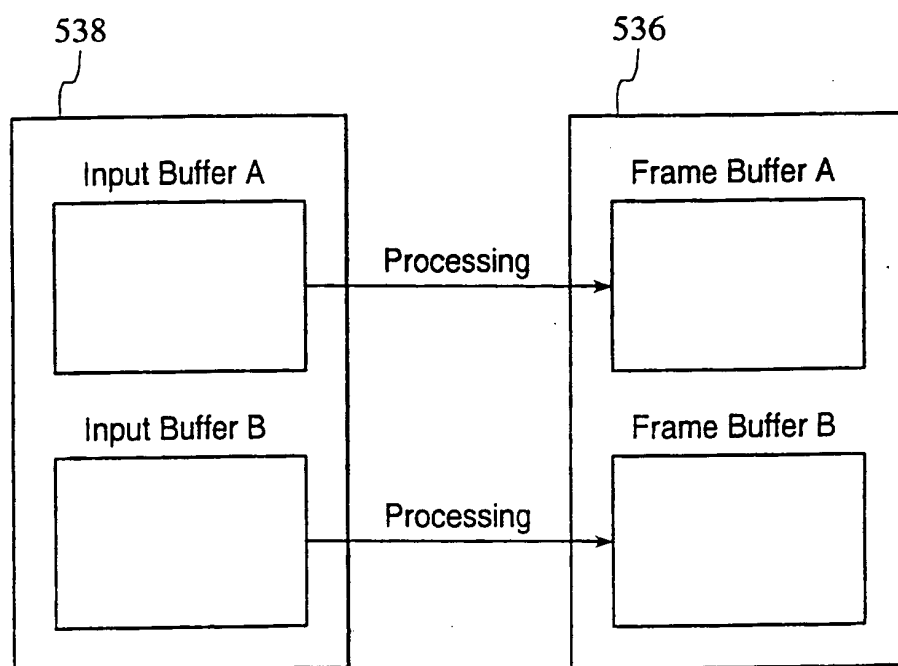 538
536
Input Buffer A
Frame Buffer A
Processing
Input Buffer B
Frame Buffer B
Processing